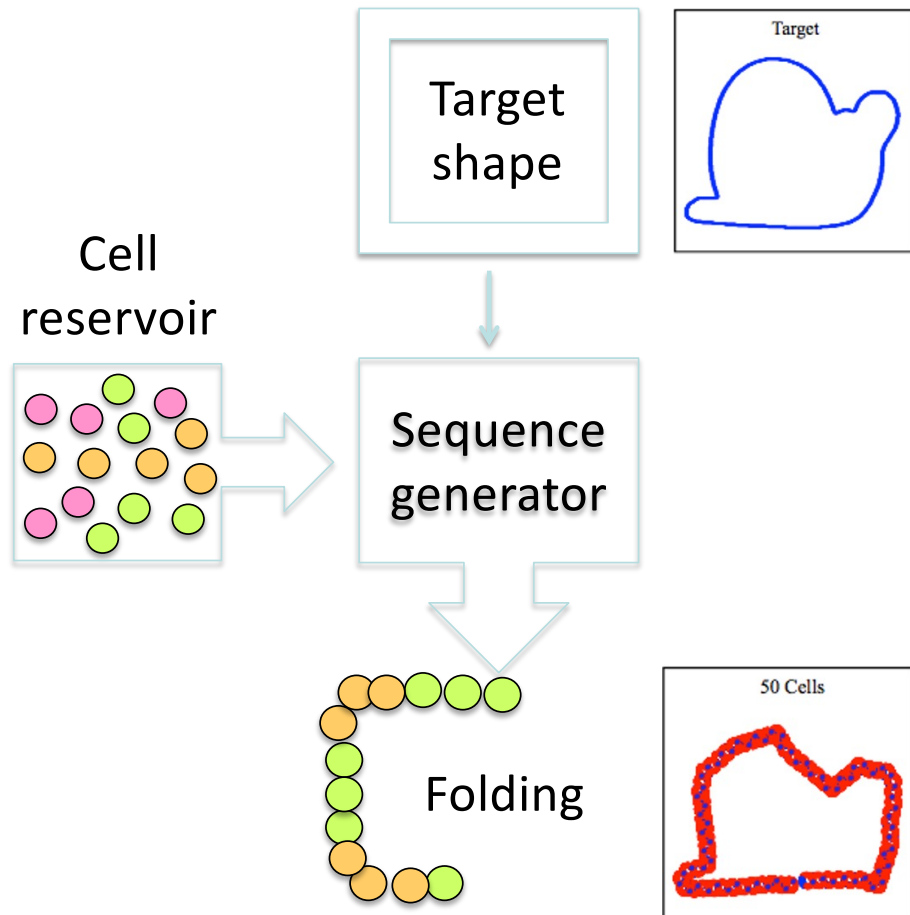 Target
shape
Target
Cell
reservoir
Sequence
generator
50 Cells
Folding